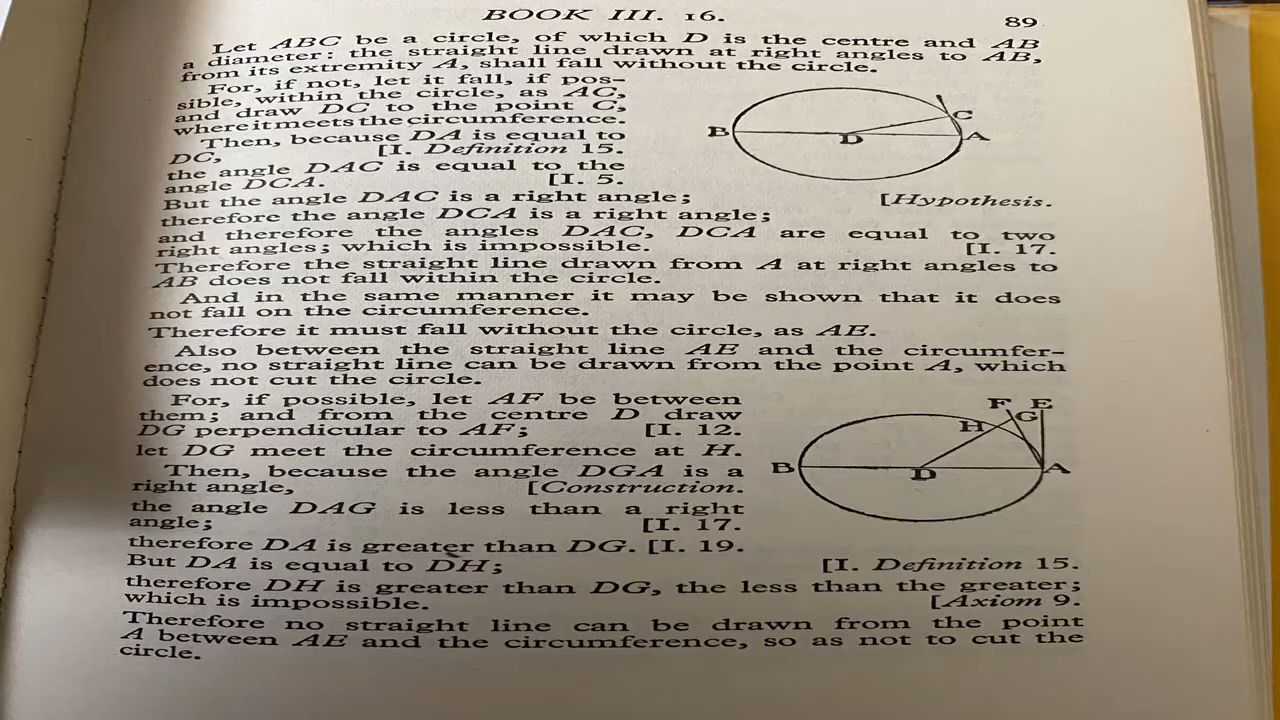 BOOK III. 16.
89
Let ABC be a circle, of which D is the centre and AB
a diameter: the straight line drawn at right angles to AB,
from its extremity A, shall fall without the circle.
For, if not, let it fall, if pos-
sible, within the circle, as AC,
and draw DC to the point C,
where it meets the circumference.
Then, because DA is equal to
DC, [I. Definition 15.
the angle DAC is equal to the
angle DCA. [I. 5.
C
B
D
A
But the angle DAC is a right angle; [Hypothesis.
therefore the angle DCA is a right angle;
and therefore the angles DAC, DCA are equal to two
right angles; which is impossible. [I. 17.
Therefore the straight line drawn from A at right angles to
AB does not fall within the circle.
And in the same manner it may be shown that it does
not fall on the circumference.
Therefore it must fall without the circle, as AE.
Also between the straight line AE and the circumfer-
ence, no straight line can be drawn from the point A, which
does not cut the circle.
For, if possible, let AF be between
them; and from the centre D draw
DG perpendicular to AF; [I. 12.
let DG meet the circumference at H.
Then, because the angle DGA is a
right angle, [Construction.
the angle DAG is less than a right
angle; [I. 17.
therefore DA is greater than DG. [I. 19.
F E
G
H
B
D
A
But DA is equal to DH; [I. Definition 15.
therefore DH is greater than DG, the less than the greater;
which is impossible. [Axiom 9.
Therefore no straight line can be drawn from the point
A between AE and the circumference, so as not to cut the
circle.